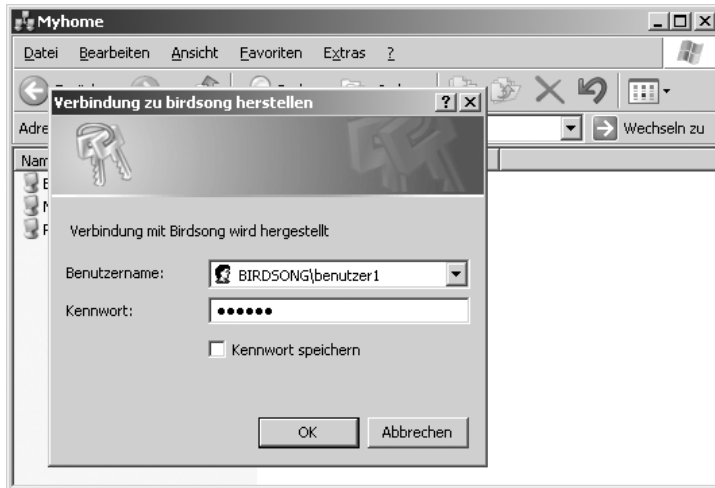 Myhome
Datei Bearbeiten Ansicht Favoriten Extras ?
Verbindung zu birdsong herstellen
Adre
Wechseln zu
Nam
Verbindung mit Birdsong wird hergestellt
Benutzername: BIRDSONG\benutzer1
Kennwort: ●●●●●●
Kennwort speichern
OK Abbrechen